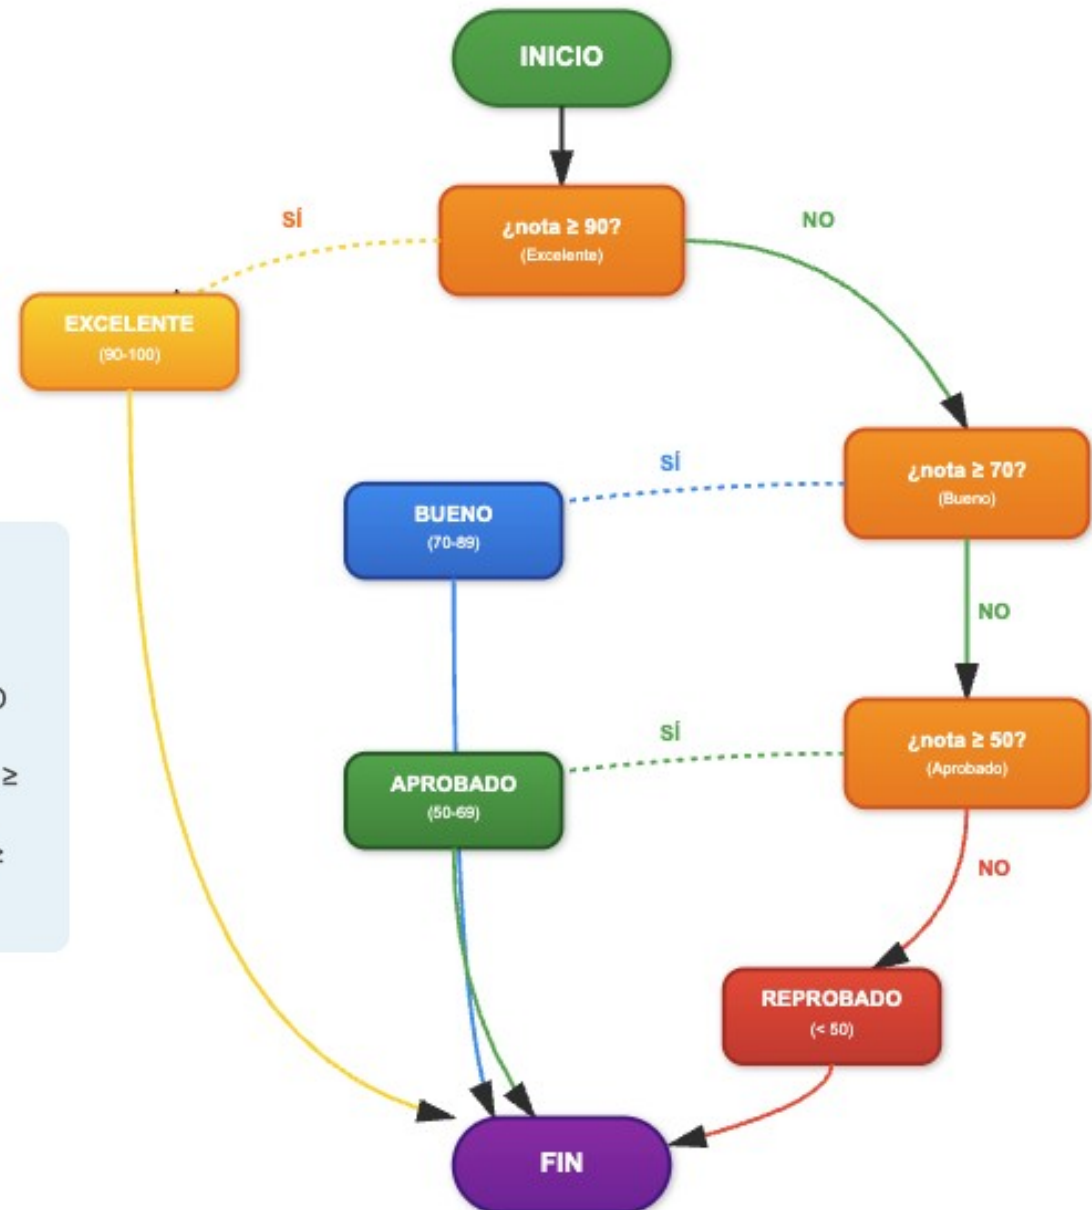 INICIO
¿nota ≥ 90?
(Excelente)
SÍ
NO
EXCELENTE
(90-100)
¿nota ≥ 70?
(Bueno)
SÍ
BUENO
(70-89)
NO
¿nota ≥ 50?
(Aprobado)
SÍ
APROBADO
(50-69)
≥
NO
REPROBADO
(< 50)
FIN